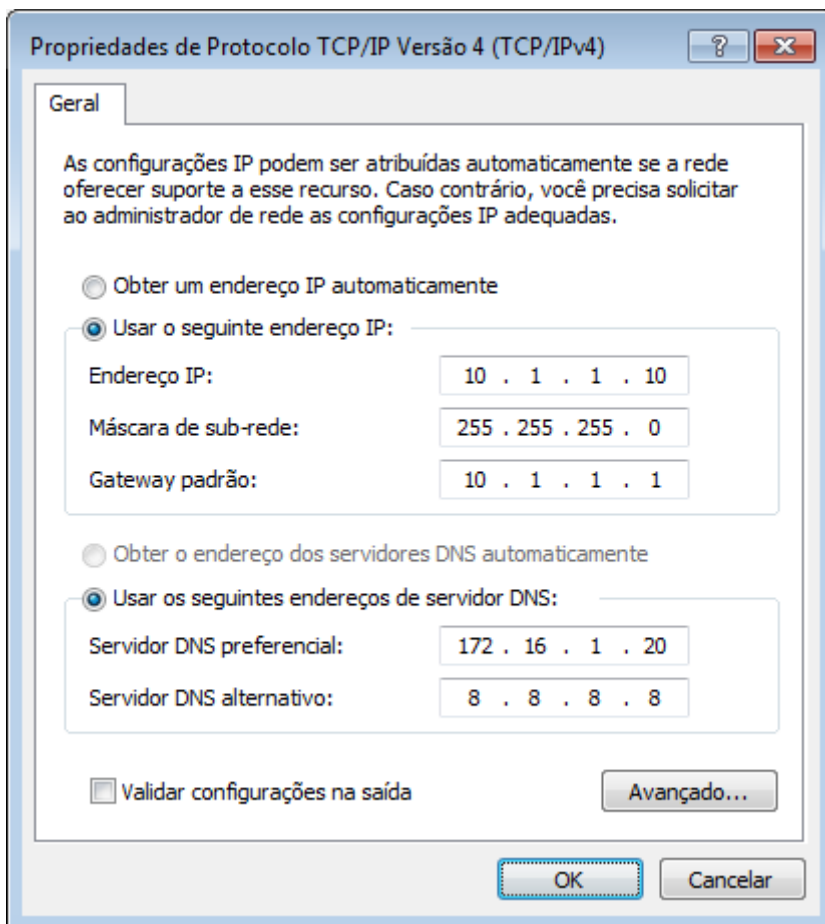 Propriedades de Protocolo TCP/IP Versão 4 (TCP/IPv4)
?
Geral
As configurações IP podem ser atribuídas automaticamente se a rede
oferecer suporte a esse recurso. Caso contrário, você precisa solicitar
ao administrador de rede as configurações IP adequadas.
Obter um endereço IP automaticamente
Usar o seguinte endereço IP:
Endereço IP: 10 . 1 . 1 . 10
Máscara de sub-rede: 255 . 255 . 255 . 0
Gateway padrão: 10 . 1 . 1 . 1
Obter o endereço dos servidores DNS automaticamente
Usar os seguintes endereços de servidor DNS:
Servidor DNS preferencial: 172 . 16 . 1 . 20
Servidor DNS alternativo: 8 . 8 . 8 . 8
Validar configurações na saída Avançado...
OK Cancelar